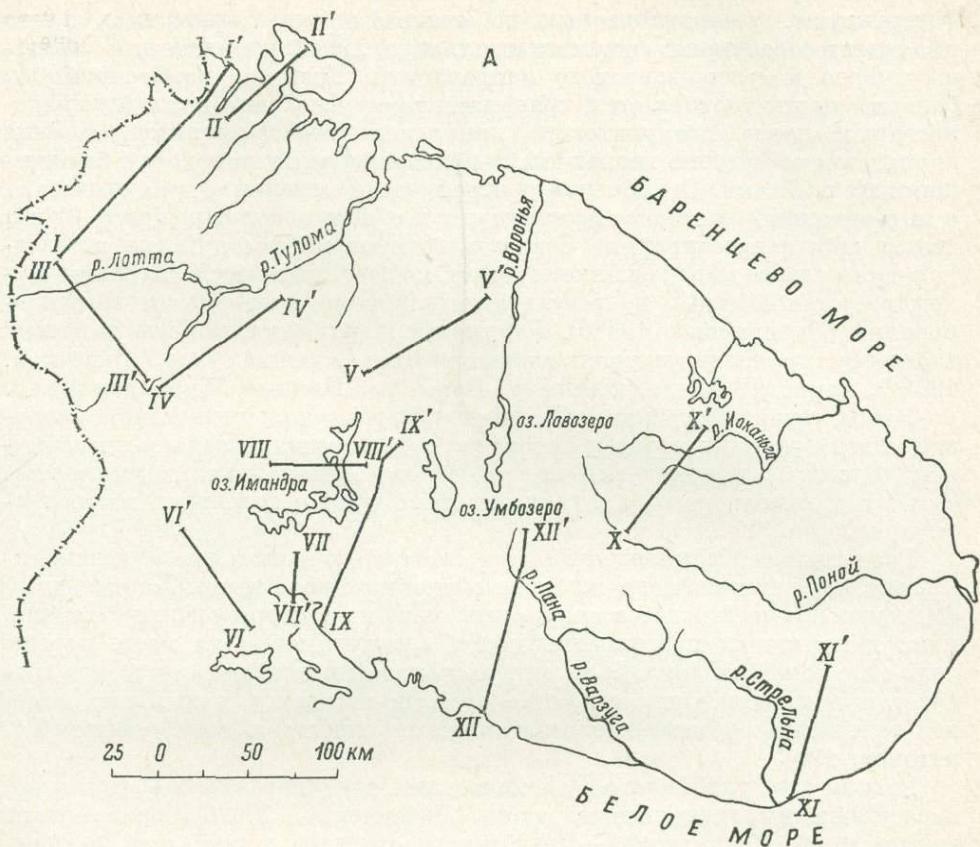 I'
II'
А
II
БАРЕНЦЕВО МОРЕ
I
III
р. Лотта
р. Тулома
р. Воронья
IV'
V'
III'
IV
V
оз. Ловозеро
X'
р. Иоканьга
IX'
VIII
VIII'
оз. Имандра
оз. Умбозеро
VI'
VII
XII'
X
р. Поной
р. Пана
VII'
IX
VI
XI'
р. Стрельна
р. Варзуга
XII
25 0 50 100 км
XI
БЕЛОЕ МОРЕ